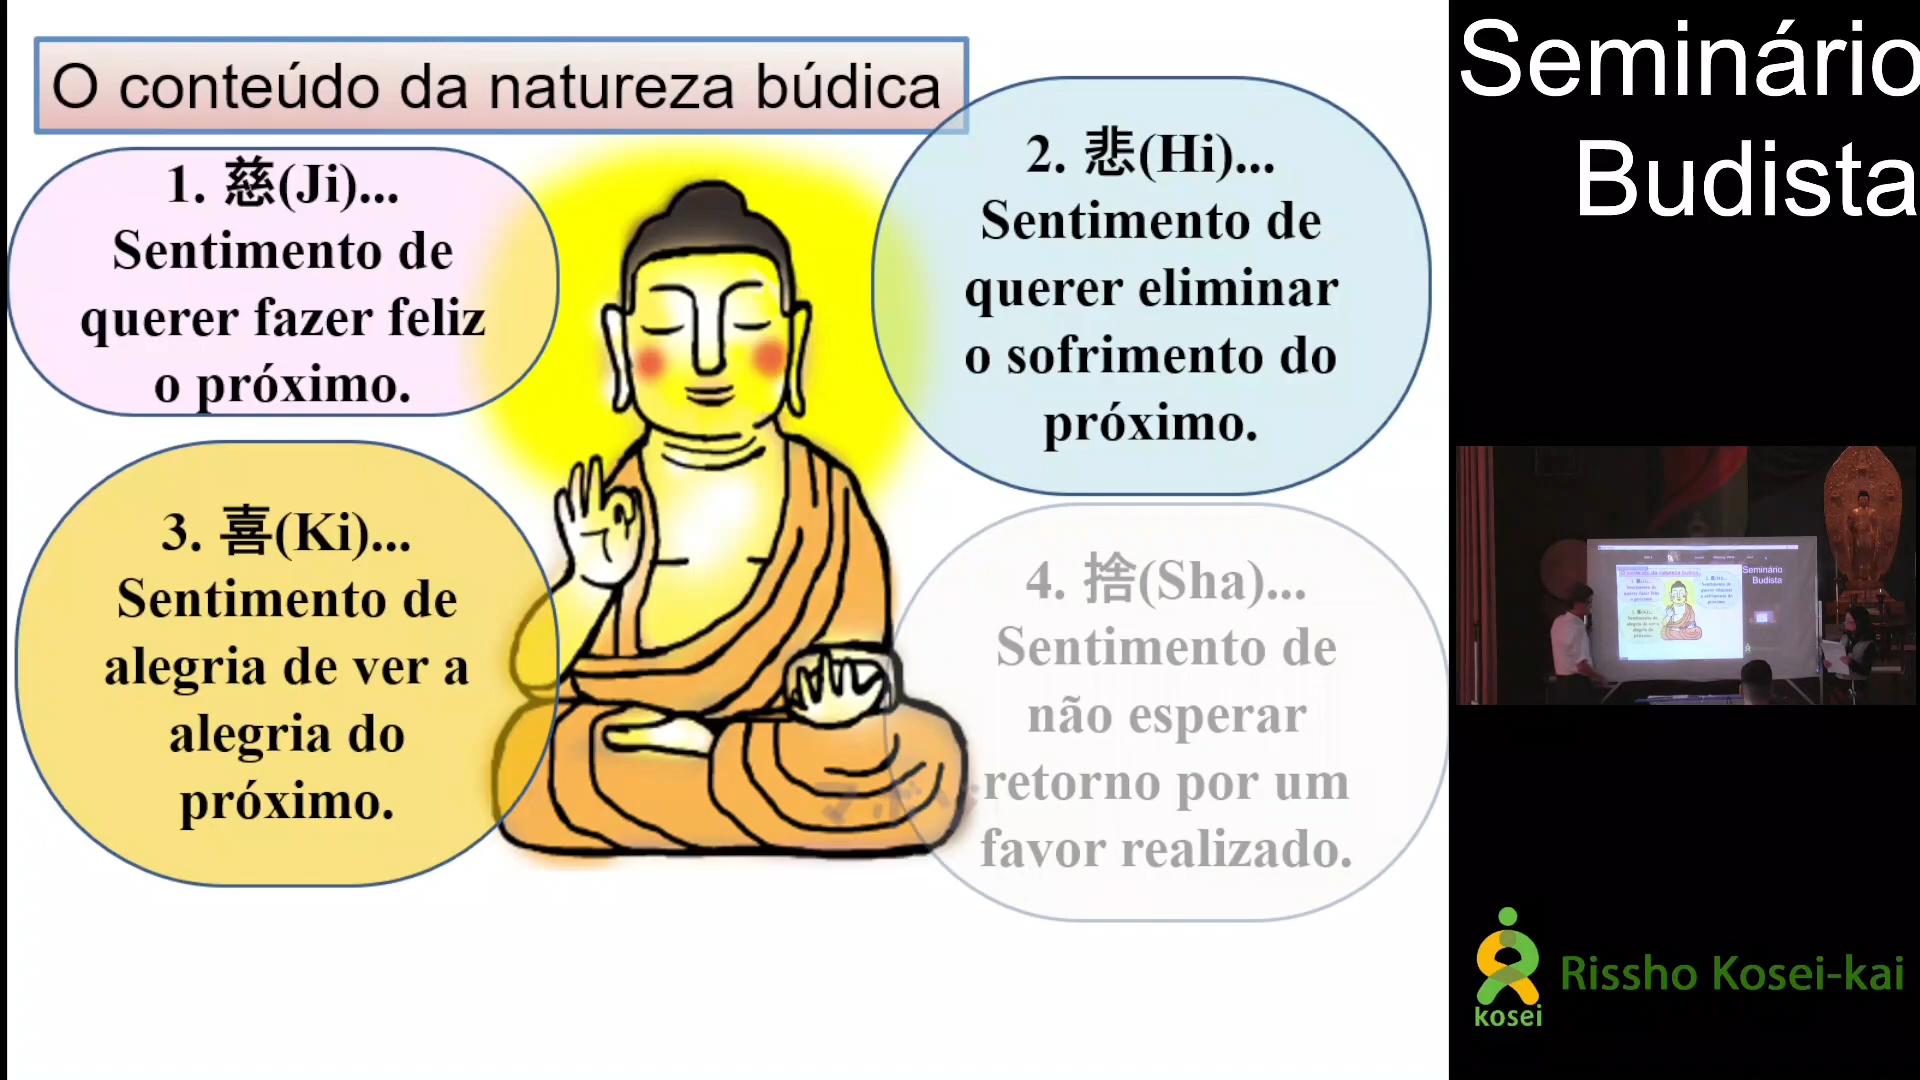 O conteúdo da natureza búdica
1. 慈(Ji)...
Sentimento de
querer fazer feliz
o próximo.
2. 悲(Hi)...
Sentimento de
querer eliminar
o sofrimento do
próximo.
3. 喜(Ki)...
Sentimento de
alegria de ver a
alegria do
próximo.
4. 捨(Sha)...
Sentimento de
não esperar
retorno por um
favor realizado.
Seminário
Budista
Seminário
Budista
kosei
Rissho Kosei-kai